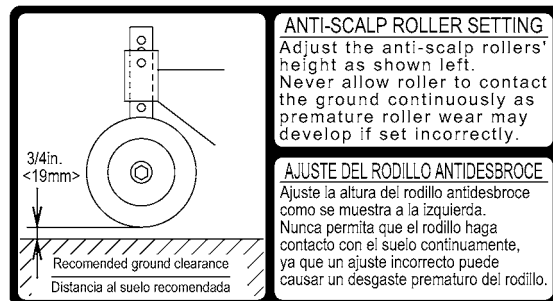 3/4in.
<19mm>
Recomended ground clearance
Distancia al suelo recomendada
ANTI-SCALP ROLLER SETTING
Adjust the anti-scalp rollers'
height as shown left.
Never allow roller to contact
the ground continuously as
premature roller wear may
develop if set incorrectly.
AJUSTE DEL RODILLO ANTIDESBROCE
Ajuste la altura del rodillo antidesbroce
como se muestra a la izquierda.
Nunca permita que el rodillo haga
contacto con el suelo continuamente,
ya que un ajuste incorrecto puede
causar un desgaste prematuro del rodillo.